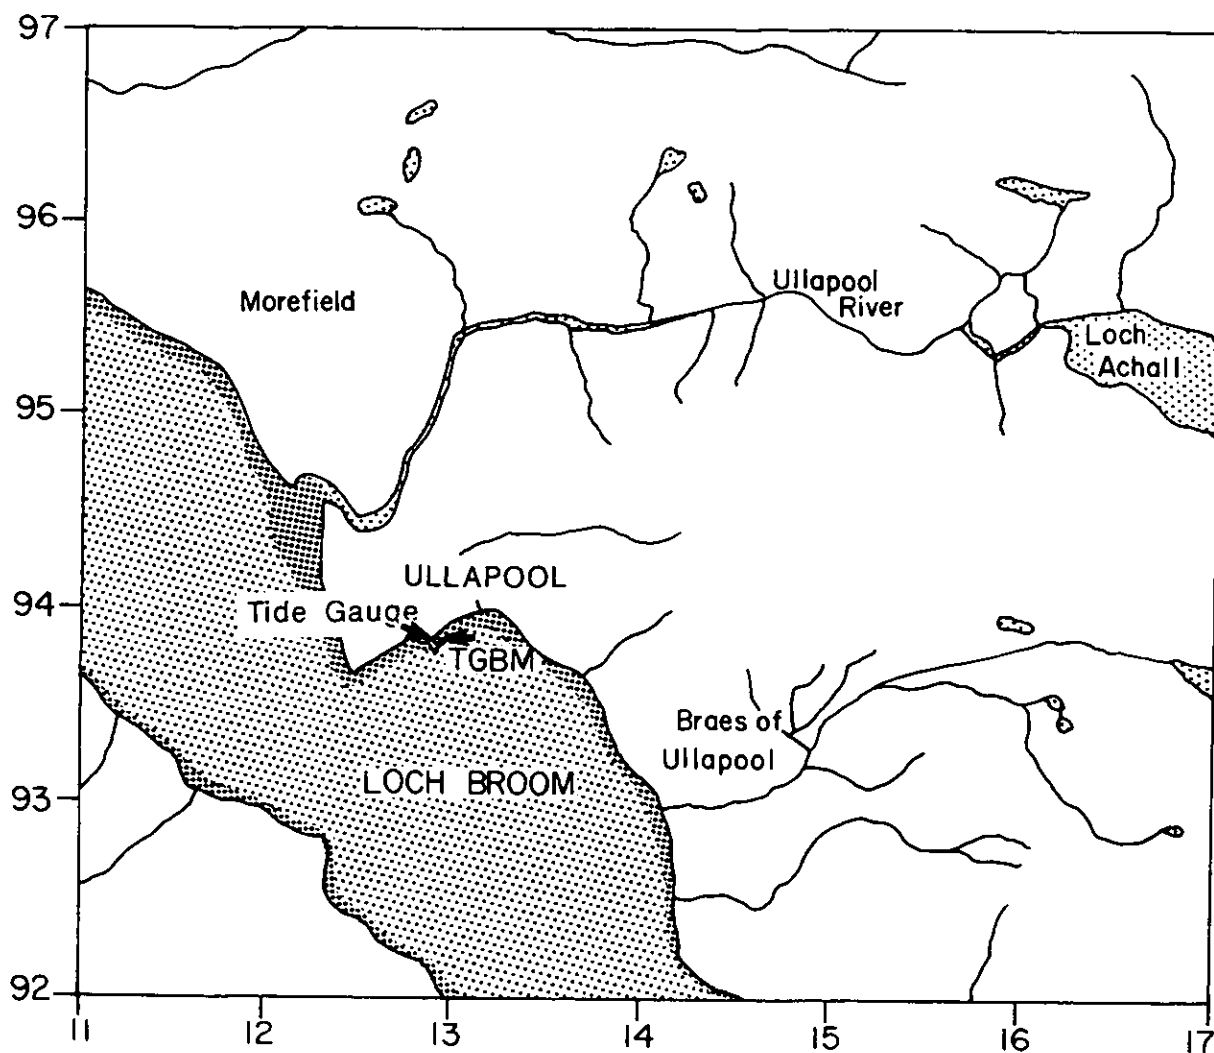 97
96
Ullapool
River
Morefield
Loch
Achall
95
ULLAPOOL
94
Tide Gauge
TGBM
Braes of
Ullapool
93
LOCH BROOM
92
11
12
13
14
15
16
17